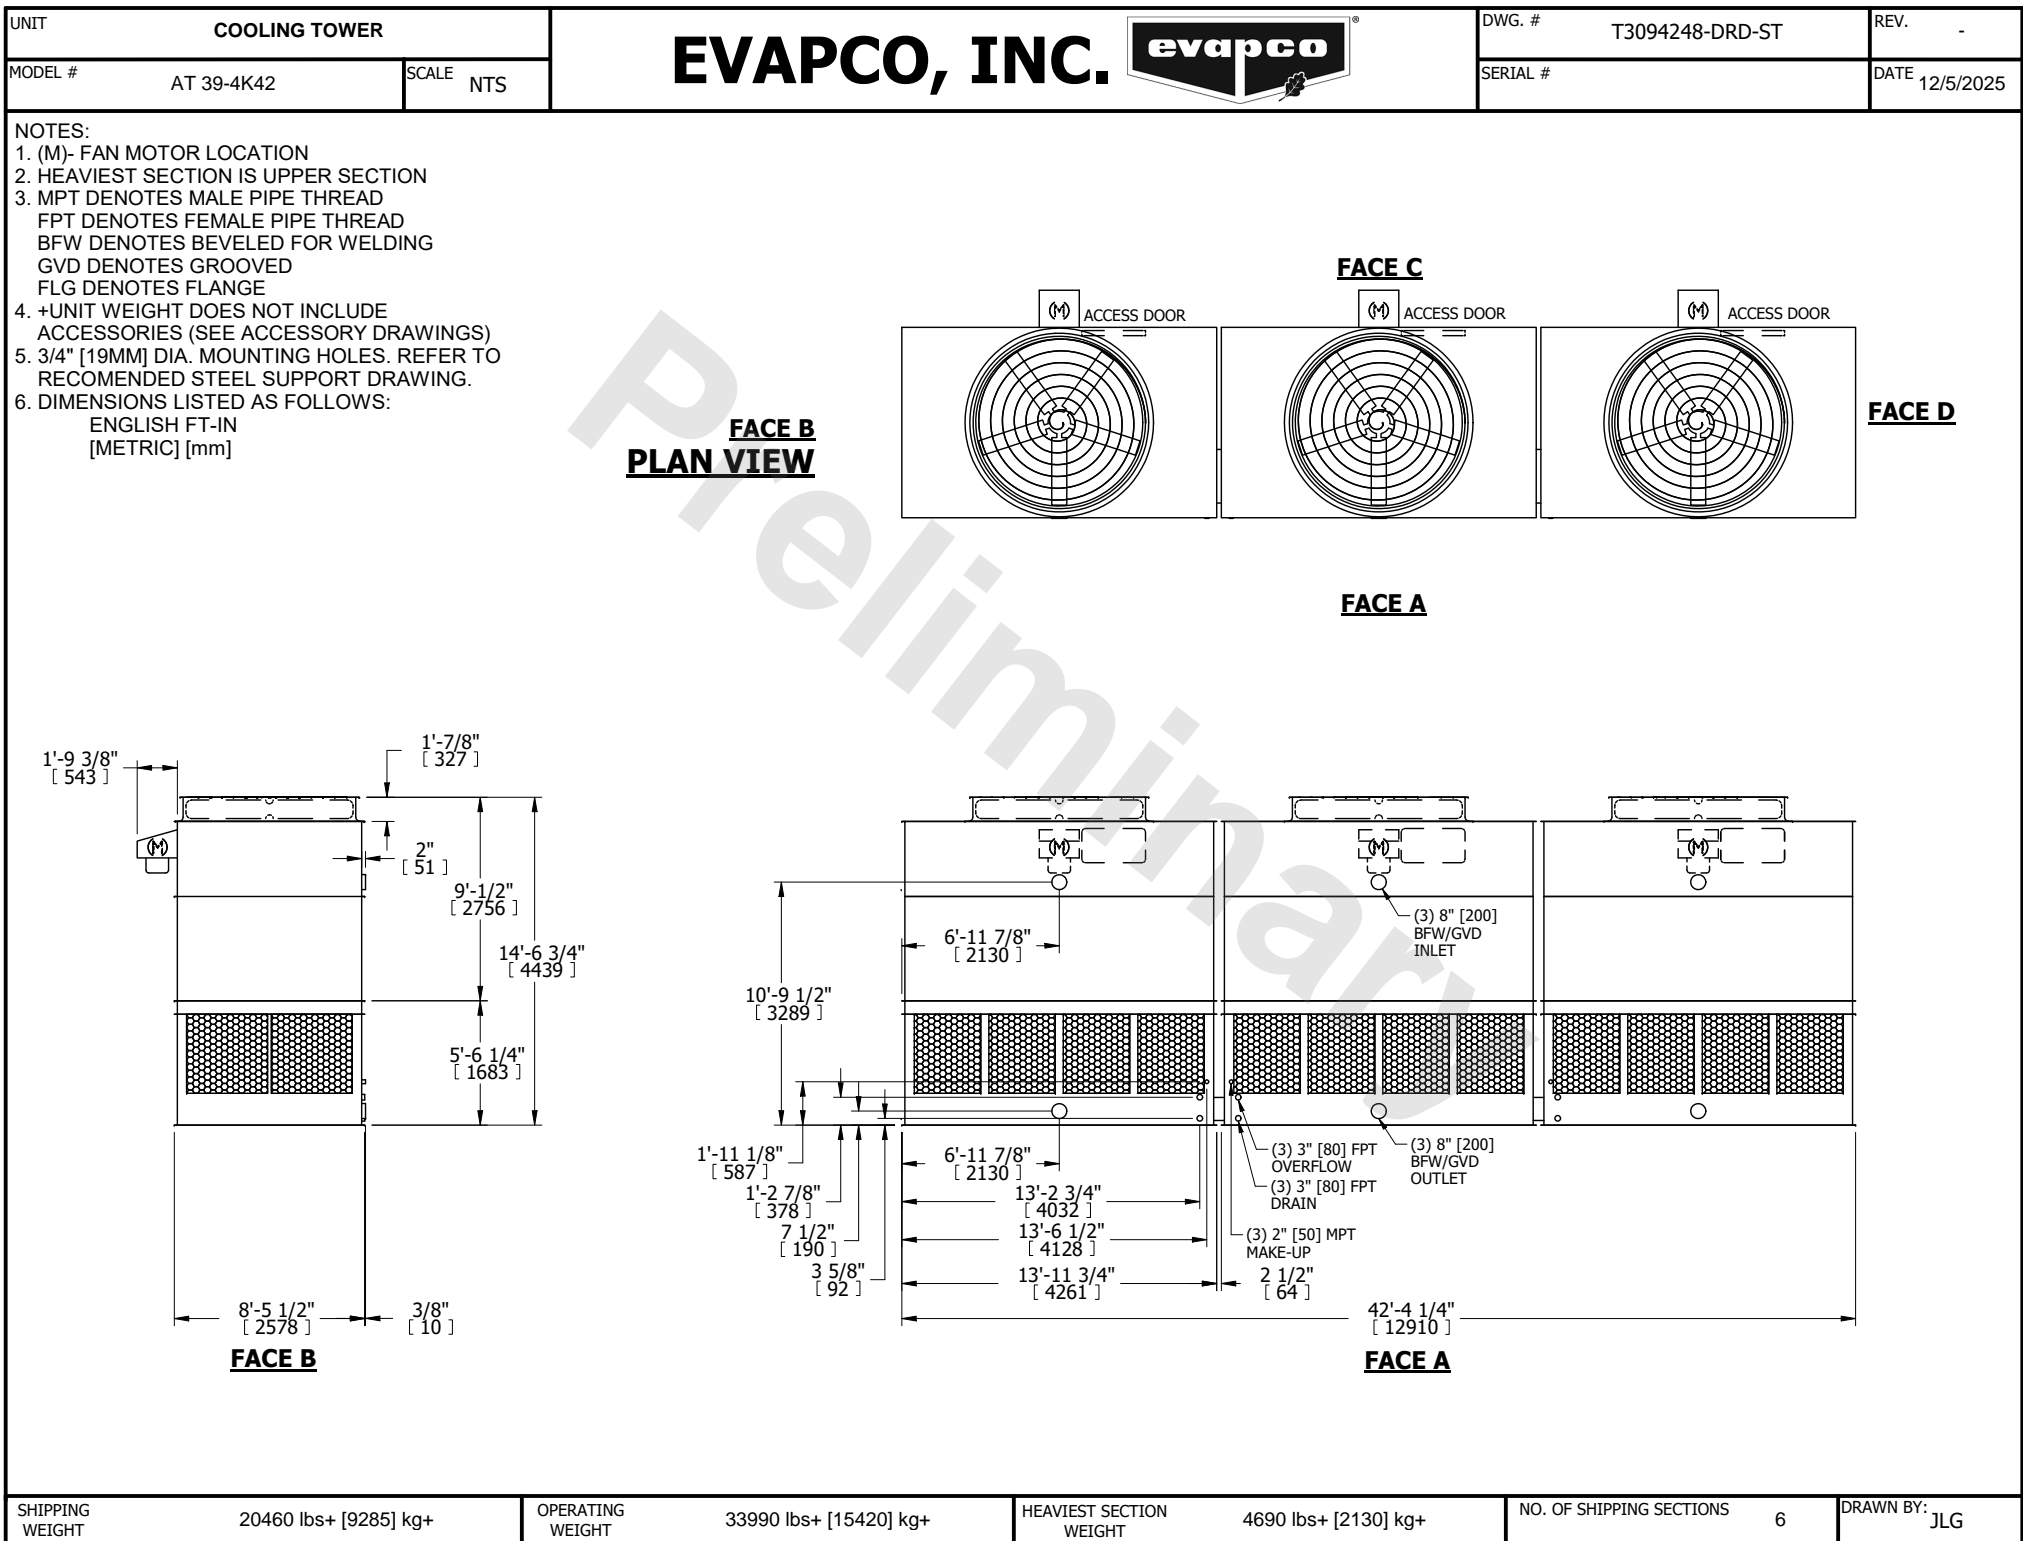 UNIT
COOLING TOWER
MODEL #
AT 39-4K42
SCALE
NTS
EVAPCO, INC.
evapco®
DWG. #
T3094248-DRD-ST
REV.
-
SERIAL #
DATE
12/5/2025
NOTES:
1. (M)- FAN MOTOR LOCATION
2. HEAVIEST SECTION IS UPPER SECTION
3. MPT DENOTES MALE PIPE THREAD
FPT DENOTES FEMALE PIPE THREAD
BFW DENOTES BEVELED FOR WELDING
GVD DENOTES GROOVED
FLG DENOTES FLANGE
4. +UNIT WEIGHT DOES NOT INCLUDE
ACCESSORIES (SEE ACCESSORY DRAWINGS)
5. 3/4" [19MM] DIA. MOUNTING HOLES. REFER TO
RECOMENDED STEEL SUPPORT DRAWING.
6. DIMENSIONS LISTED AS FOLLOWS:
ENGLISH FT-IN
[METRIC] [mm]
Preliminary
FACE C
(M) ACCESS DOOR
(M) ACCESS DOOR
(M) ACCESS DOOR
FACE B
PLAN VIEW
FACE D
FACE A
1'-9 3/8"
[ 543 ]
1'-7/8"
[ 327 ]
(M)
2"
[ 51 ]
9'-1/2"
[ 2756 ]
14'-6 3/4"
[ 4439 ]
5'-6 1/4"
[ 1683 ]
8'-5 1/2"
[ 2578 ]
3/8"
[ 10 ]
FACE B
(M)
(M)
(M)
(3) 8" [200]
BFW/GVD
INLET
6'-11 7/8"
[ 2130 ]
10'-9 1/2"
[ 3289 ]
1'-11 1/8"
[ 587 ]
1'-2 7/8"
[ 378 ]
7 1/2"
[ 190 ]
3 5/8"
[ 92 ]
6'-11 7/8"
[ 2130 ]
13'-2 3/4"
[ 4032 ]
13'-6 1/2"
[ 4128 ]
13'-11 3/4"
[ 4261 ]
2 1/2"
[ 64 ]
(3) 3" [80] FPT
OVERFLOW
(3) 3" [80] FPT
DRAIN
(3) 2" [50] MPT
MAKE-UP
(3) 8" [200]
BFW/GVD
OUTLET
42'-4 1/4"
[ 12910 ]
FACE A
SHIPPING
WEIGHT
20460 lbs+ [9285] kg+
OPERATING
WEIGHT
33990 lbs+ [15420] kg+
HEAVIEST SECTION
WEIGHT
4690 lbs+ [2130] kg+
NO. OF SHIPPING SECTIONS
6
DRAWN BY:
JLG